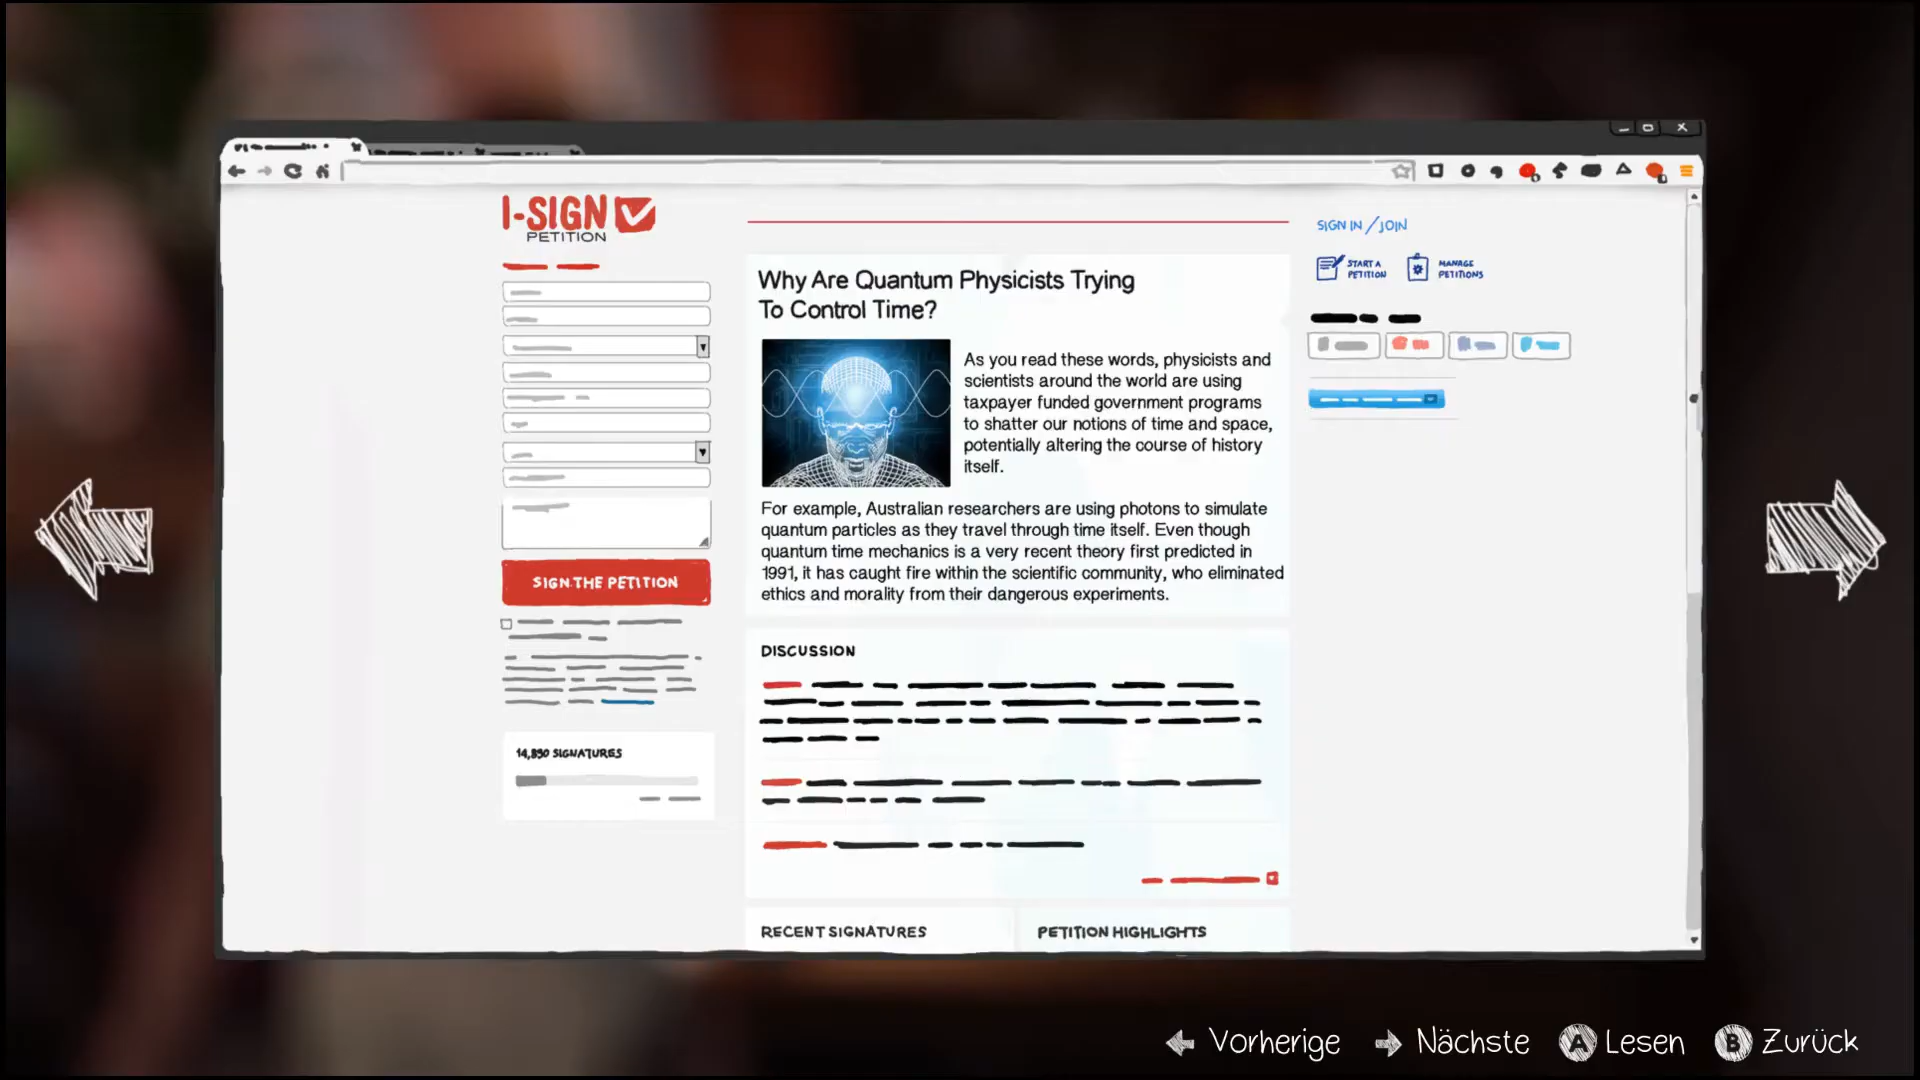 I-SIGN
PETITION
SIGN IN / JOIN
START A
PETITION
MANAGE
PETITIONS
Why Are Quantum Physicists Trying
To Control Time?
As you read these words, physicists and
scientists around the world are using
taxpayer funded government programs
to shatter our notions of time and space,
potentially altering the course of history
itself.
For example, Australian researchers are using photons to simulate
quantum particles as they travel through time itself. Even though
quantum time mechanics is a very recent theory first predicted in
1991, it has caught fire within the scientific community, who eliminated
ethics and morality from their dangerous experiments.
SIGN THE PETITION
14,890 SIGNATURES
DISCUSSION
RECENT SIGNATURES
PETITION HIGHLIGHTS
Vorherige
Nächste
A Lesen
B Zurück